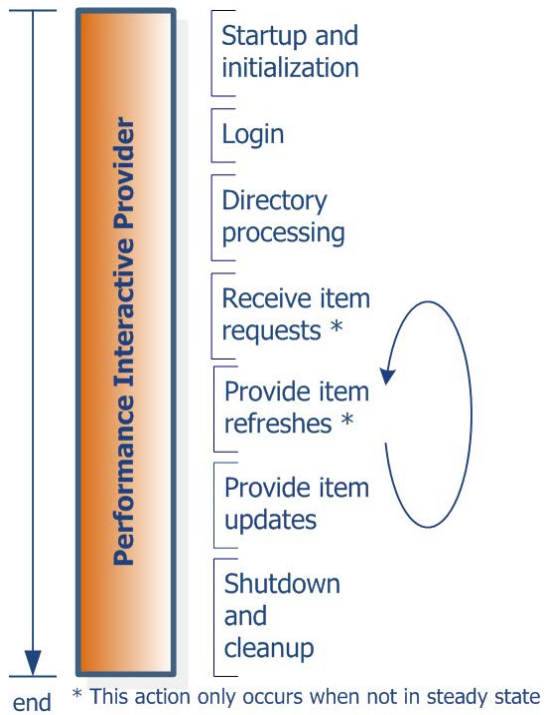 Performance Interactive Provider
Startup and
initialization
Login
Directory
processing
Receive item
requests *
Provide item
refreshes *
Provide item
updates
Shutdown
and
cleanup
end
* This action only occurs when not in steady state